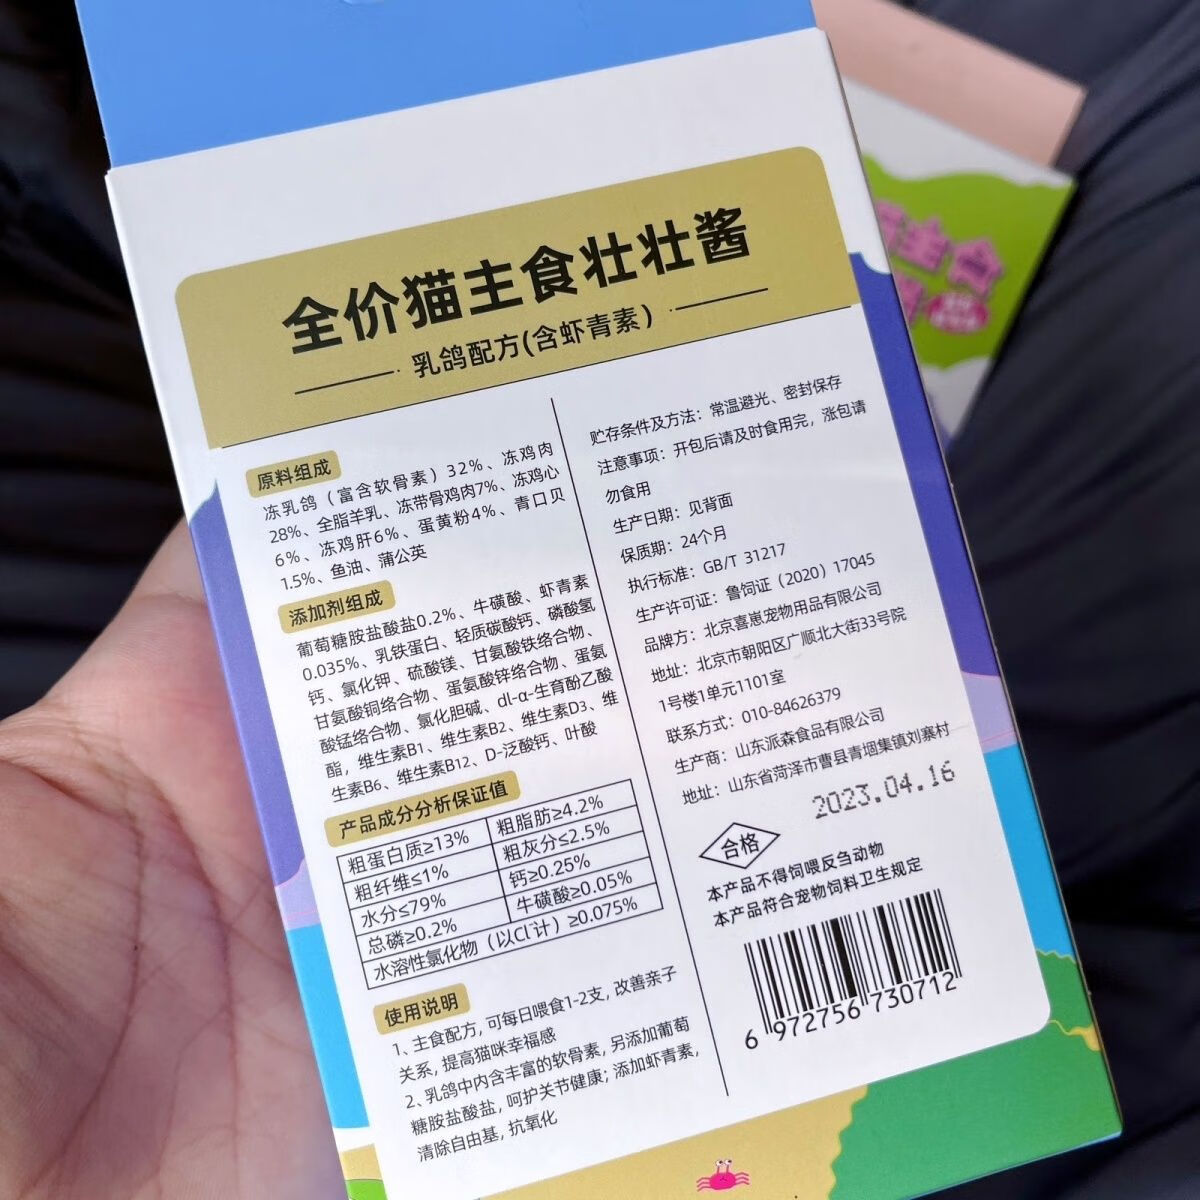 全价猫主食壮壮酱
乳鸽配方(含虾青素)
原料组成
冻乳鸽（富含软骨素）32%、冻鸡肉
28%、全脂羊乳、冻带骨鸡肉7%、冻鸡心
6%、冻鸡肝6%、蛋黄粉4%、青口贝
1.5%、鱼油、蒲公英
添加剂组成
葡萄糖胺盐酸盐0.2%、牛磺酸、虾青素
0.035%、乳铁蛋白、轻质碳酸钙、磷酸氢
钙、氯化钾、硫酸镁、甘氨酸铁络合物、
甘氨酸铜络合物、蛋氨酸锌络合物、蛋氨
酸锰络合物、氯化胆碱、dl-α-生育酚乙酸
酯，维生素B1、维生素B2、维生素D3、维
生素B6、维生素B12、D-泛酸钙、叶酸
产品成分分析保证值
粗蛋白质≥13% 粗脂肪≥4.2%
粗纤维≤1% 粗灰分≤2.5%
水分≤79% 钙≥0.25%
总磷≥0.2% 牛磺酸≥0.05%
水溶性氯化物（以Cl⁻计）≥0.075%
使用说明
1、主食配方, 可每日喂食1-2支, 改善亲子
关系, 提高猫咪幸福感
2、乳鸽中内含丰富的软骨素, 另添加葡萄
糖胺盐酸盐, 呵护关节健康; 添加虾青素,
清除自由基, 抗氧化
贮存条件及方法：常温避光、密封保存
注意事项：开包后请及时食用完，涨包请
勿食用
生产日期：见背面
保质期：24个月
执行标准：GB/T 31217
生产许可证：鲁饲证（2020）17045
品牌方：北京喜崽宠物用品有限公司
地址：北京市朝阳区广顺北大街33号院
1号楼1单元1101室
联系方式：010-84626379
生产商：山东派森食品有限公司
地址：山东省菏泽市曹县青堌集镇刘寨村
2023.04.16
合格
本产品不得饲喂反刍动物
本产品符合宠物饲料卫生规定
6 972756 730712
主食